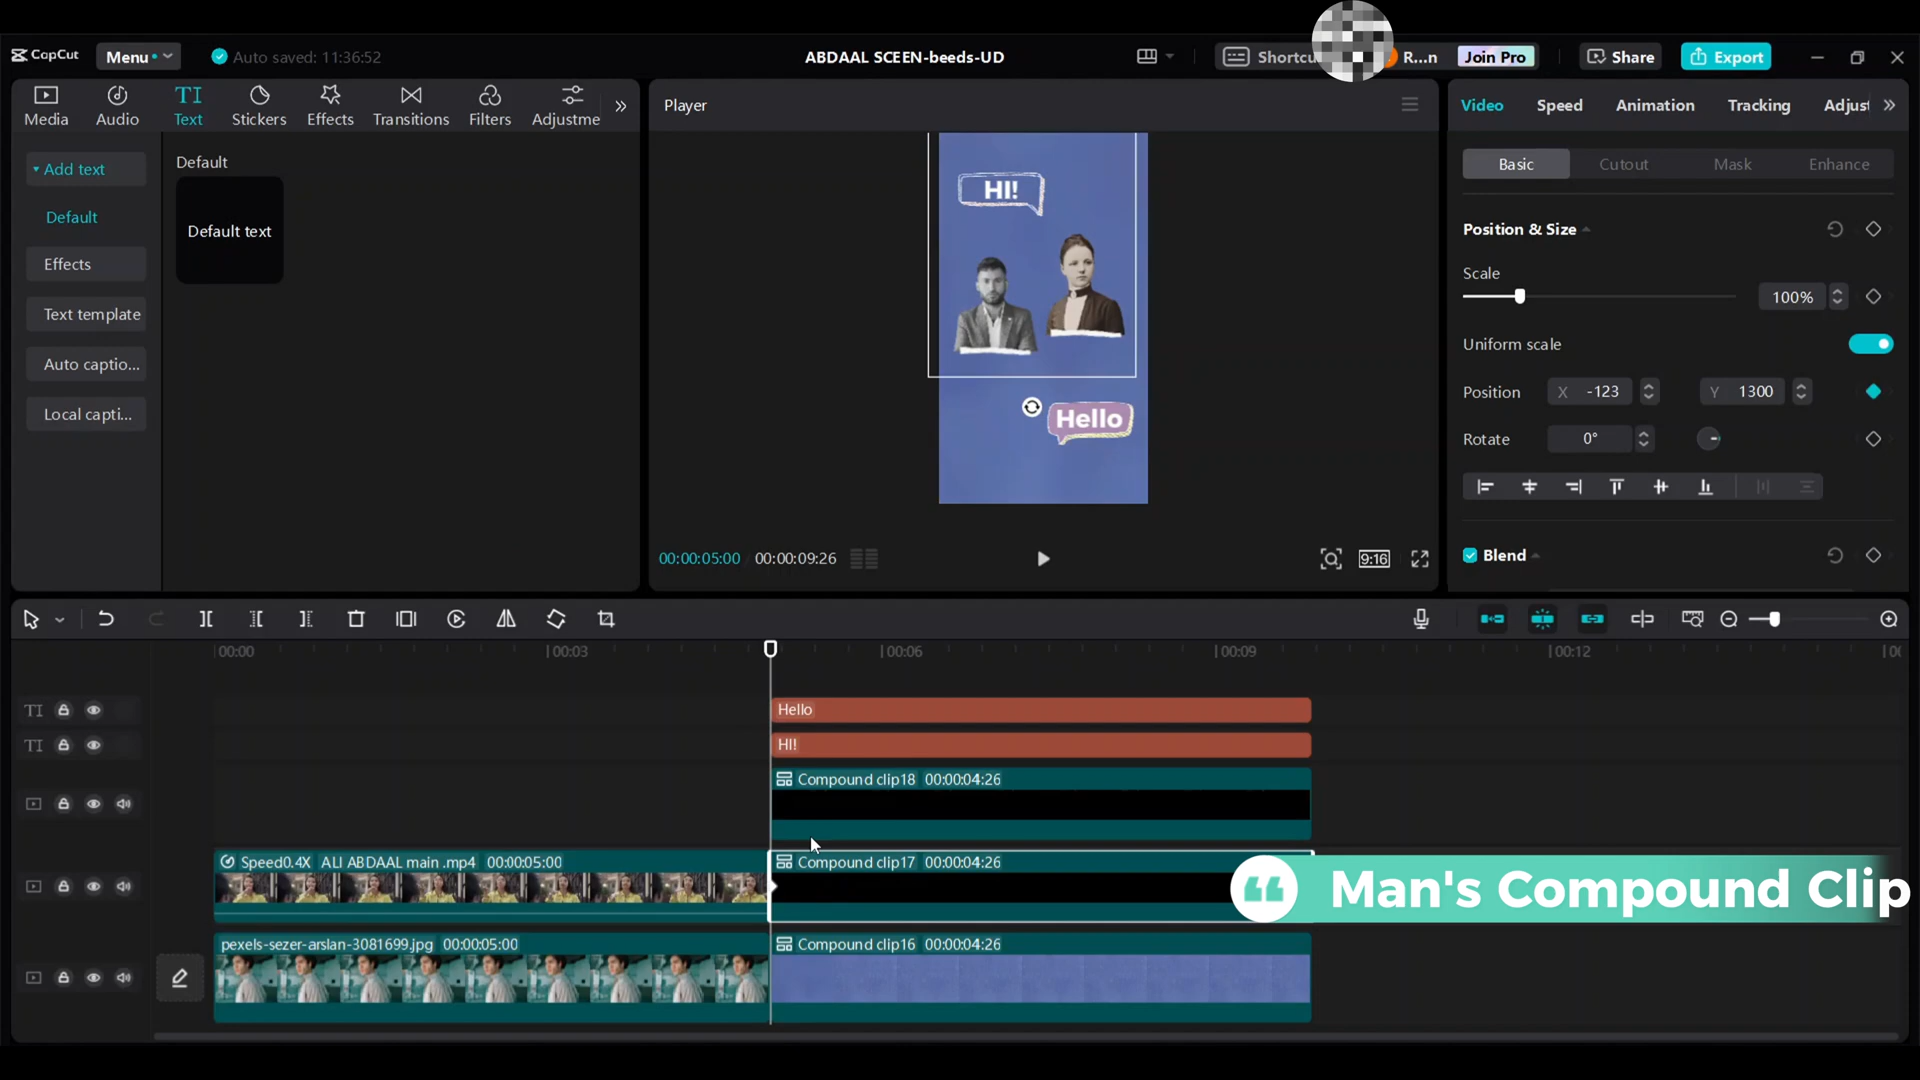 CapCut
Menu
Auto saved: 11:36:52
ABDAAL SCEEN-beeds-UD
R...n
Join Pro
Share
Export
Media
Audio
TI
Text
Stickers
Effects
Transitions
Filters
Adjustme
Player
Video
Speed
Animation
Tracking
Add text
Default
Effects
Text template
Auto captio...
Local capti...
Default
Default text
HI!
Hello
Basic
Cutout
Mask
Enhance
Position & Size
Scale
100%
Uniform scale
Position
X -123
Y 1300
Rotate
0°
Blend
00:00:05:00 / 00:00:09:26
9:16
00:00
00:03
00:06
00:09
00:12
TI
Hello
TI
HI!
Compound clip18 00:00:04:26
Speed0.4X ALI ABDAAL main .mp4 00:00:05:00
Compound clip17 00:00:04:26
Man's Compound Clip
pexels-sezer-arslan-3081699.jpg 00:00:05:00
Compound clip16 00:00:04:26